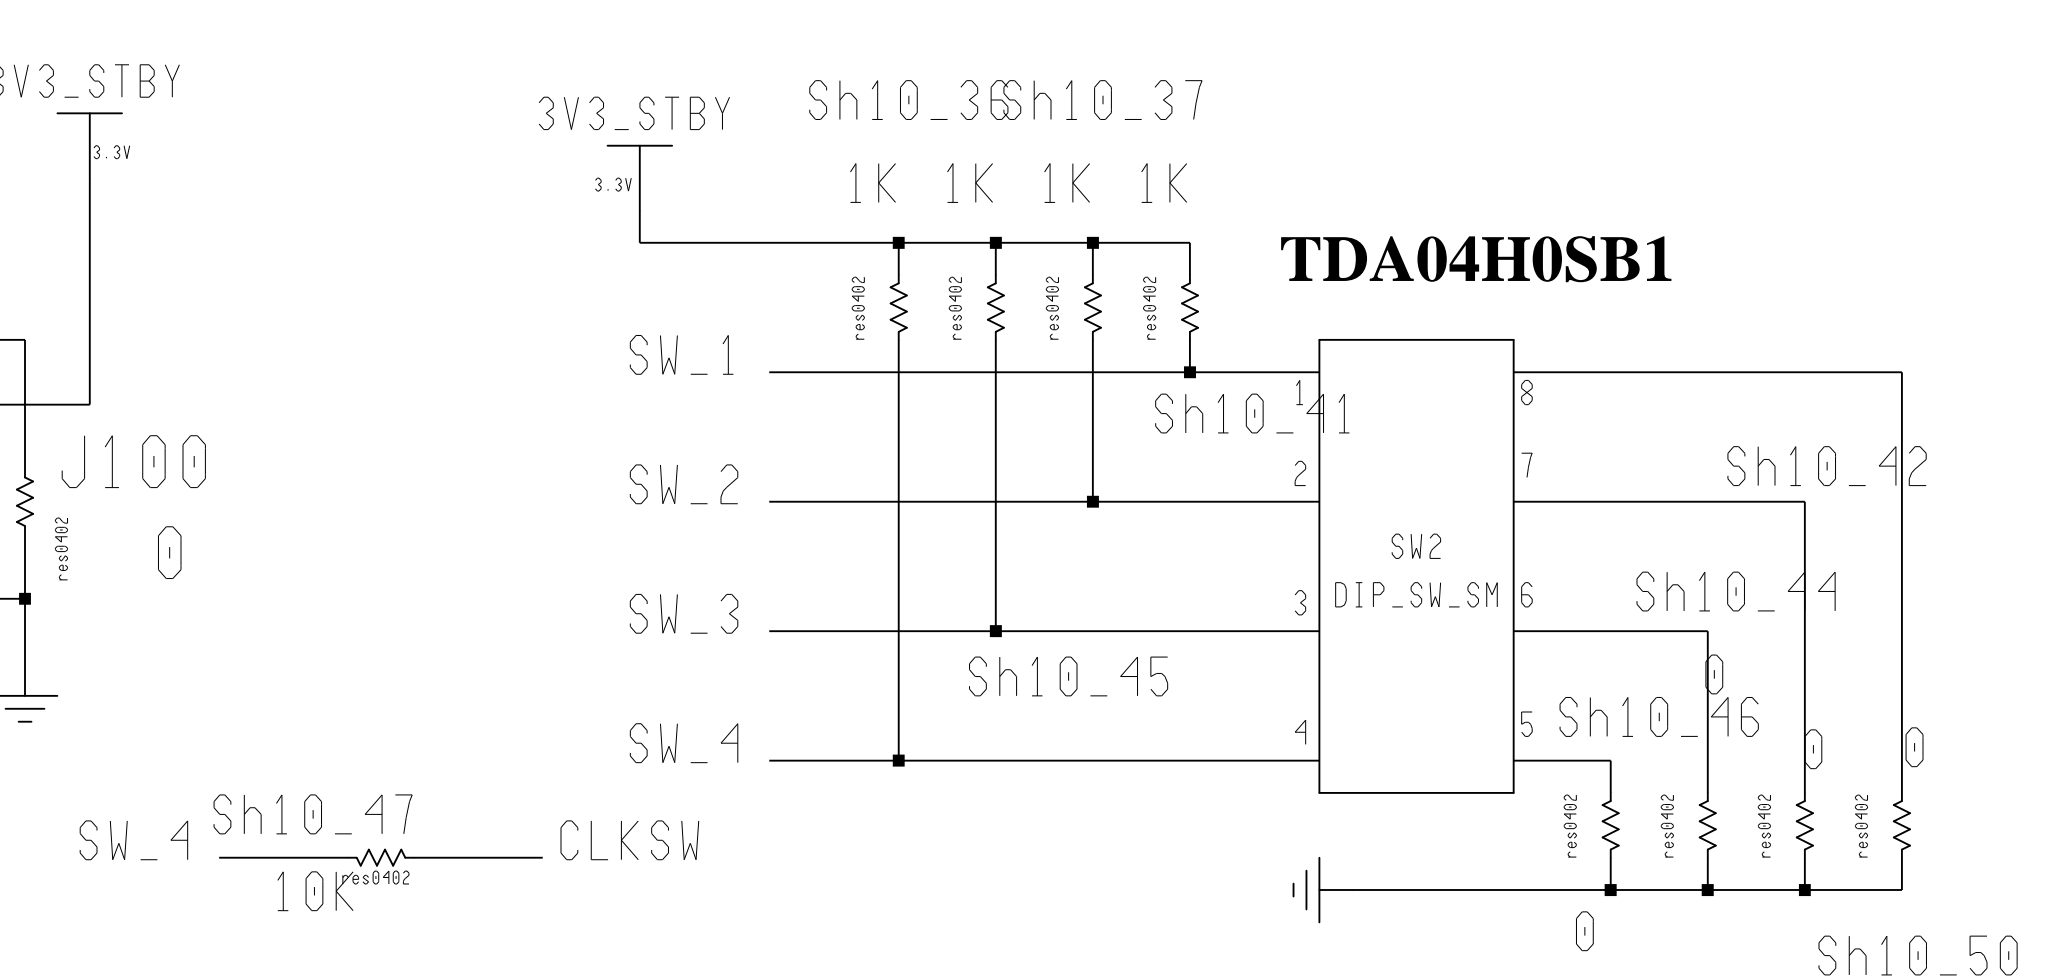 3V3_STBY
3.3V
3V3_STBY
3.3V
Sh10_36
Sh10_37
1K 1K 1K 1K
TDA04H0SB1
res0402
res0402
res0402
res0402
SW_1
1
8
Sh10_41
J100
0
res0402
SW_2
2
7
Sh10_42
SW2
DIP_SW_SM
Sh10_44
SW_3
3
6
Sh10_45
0
SW_4
4
5
Sh10_46
0
0
SW_4
Sh10_47
CLKSW
10K
res0402
res0402
res0402
res0402
res0402
0
Sh10_50